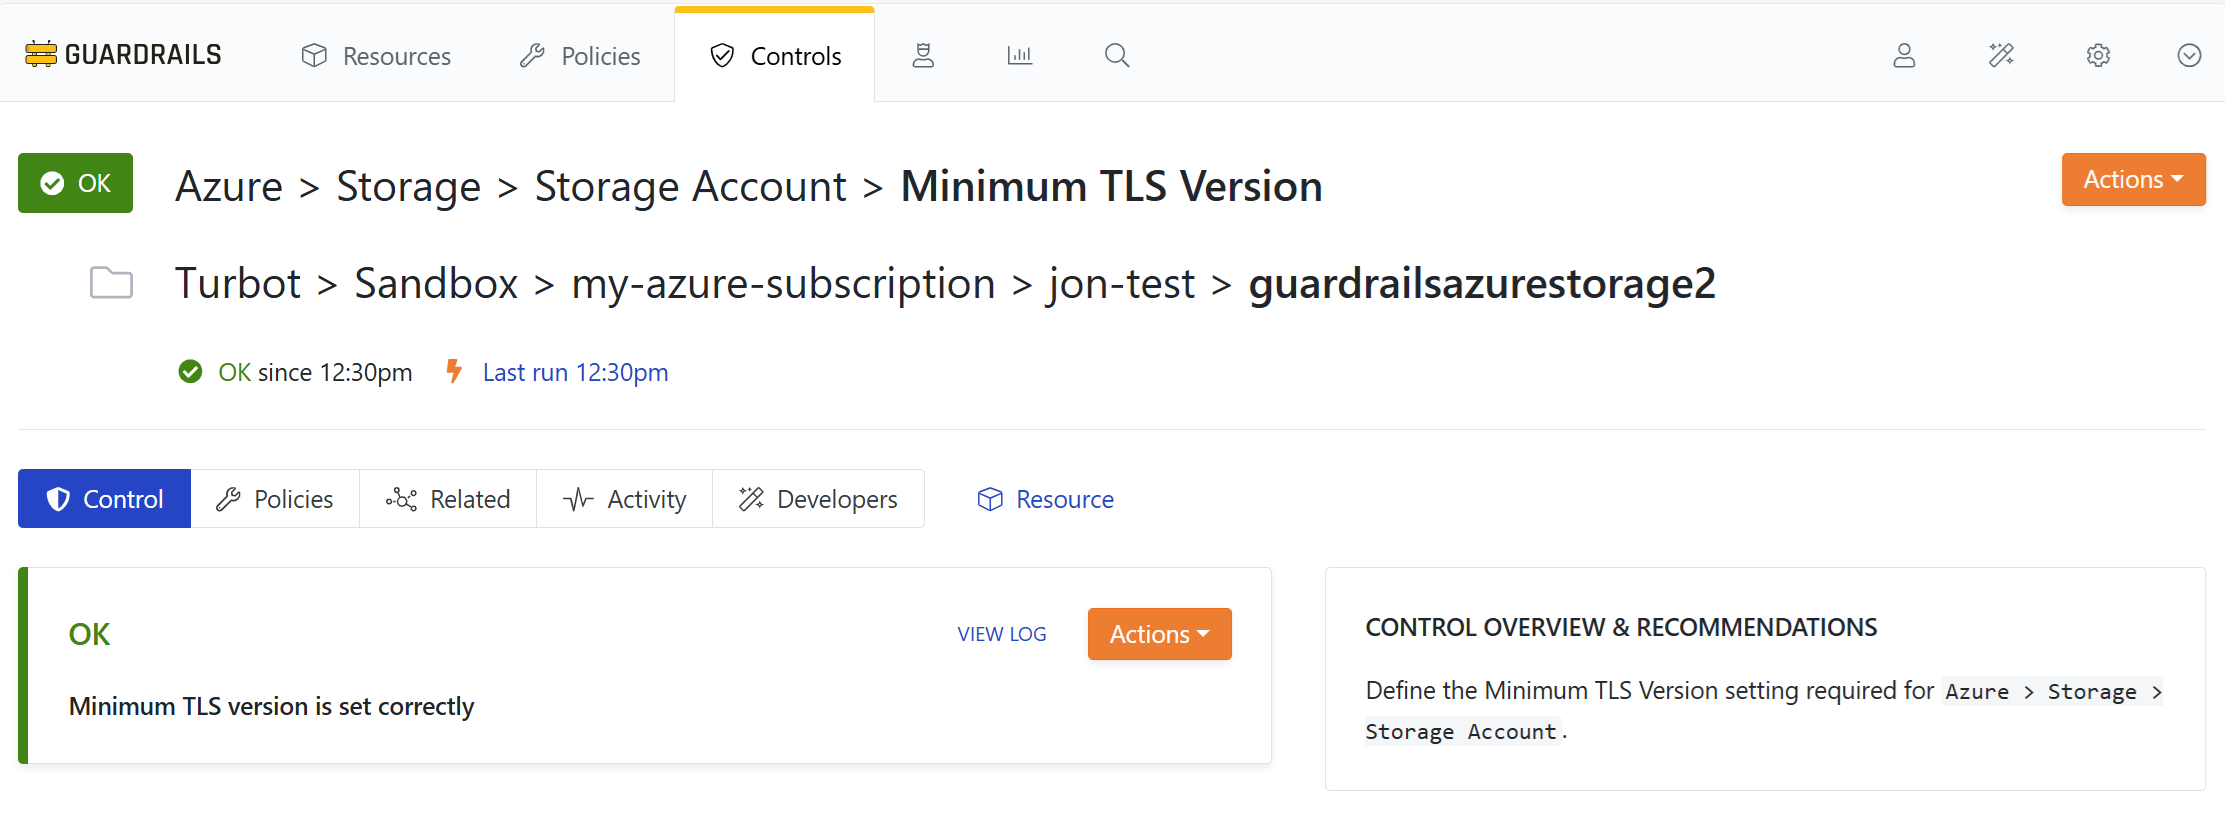 GUARDRAILS Resources Policies Controls
OK Azure > Storage > Storage Account > Minimum TLS Version Actions
Turbot > Sandbox > my-azure-subscription > jon-test > guardrailsazurestorage2
OK since 12:30pm Last run 12:30pm
Control Policies Related Activity Developers Resource
OK VIEW LOG Actions
Minimum TLS version is set correctly
CONTROL OVERVIEW & RECOMMENDATIONS
Define the Minimum TLS Version setting required for Azure > Storage >
Storage Account.